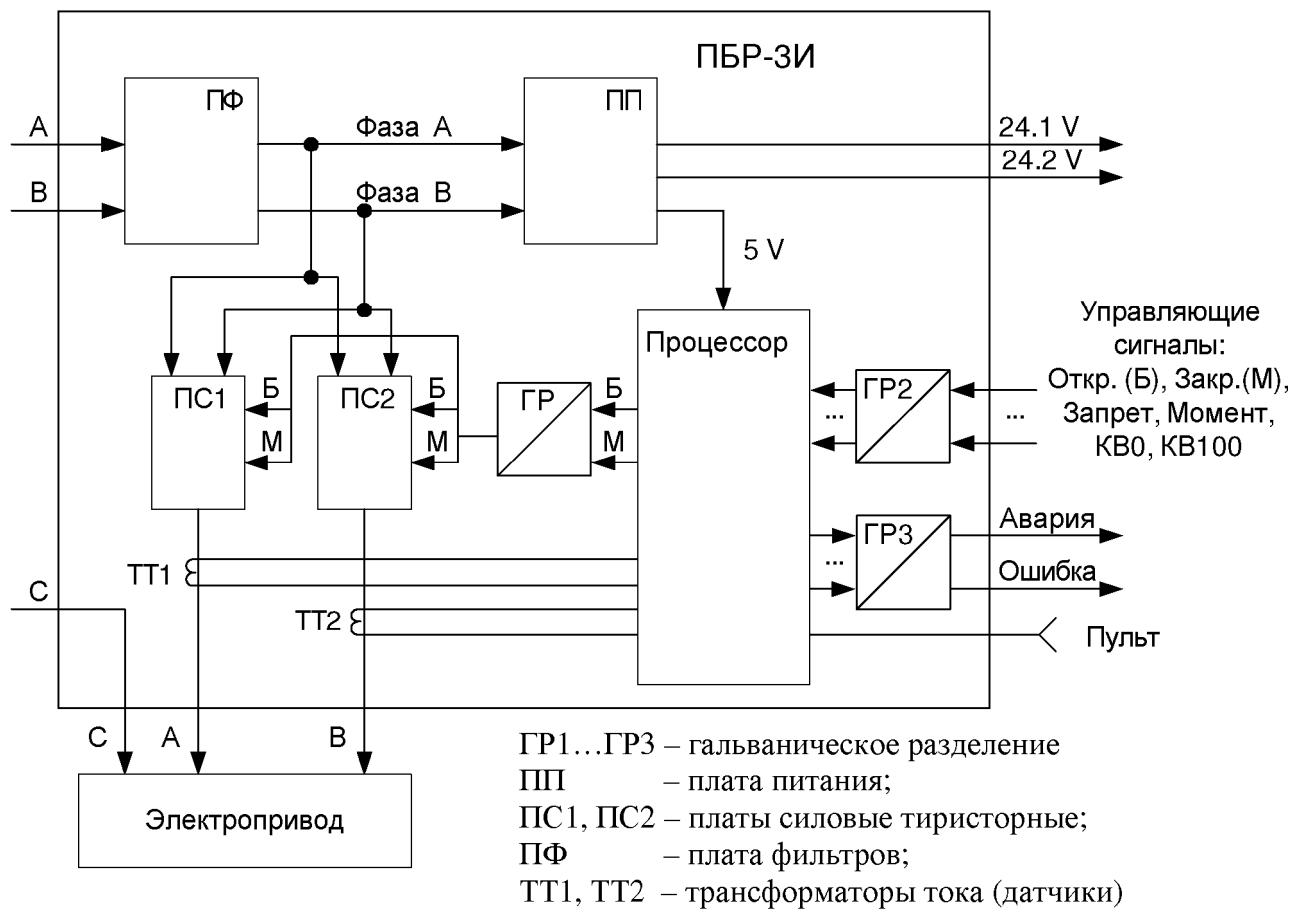 ПБР-3И
ПФ
ПП
А
Фаза А
24.1 V
24.2 V
В
Фаза В
5 V
Управляющие
сигналы:
Откр. (Б), Закр.(М),
Запрет, Момент,
КВ0, КВ100
Процессор
ПС1
Б
М
ПС2
Б
М
ГР
Б
М
ГР2
...
...
ГР3
...
Авария
Ошибка
ТТ1
ТТ2
С
Пульт
С
А
В
Электропривод
ГР1…ГР3 – гальваническое разделение
ПП – плата питания;
ПС1, ПС2 – платы силовые тиристорные;
ПФ – плата фильтров;
ТТ1, ТТ2 – трансформаторы тока (датчики)